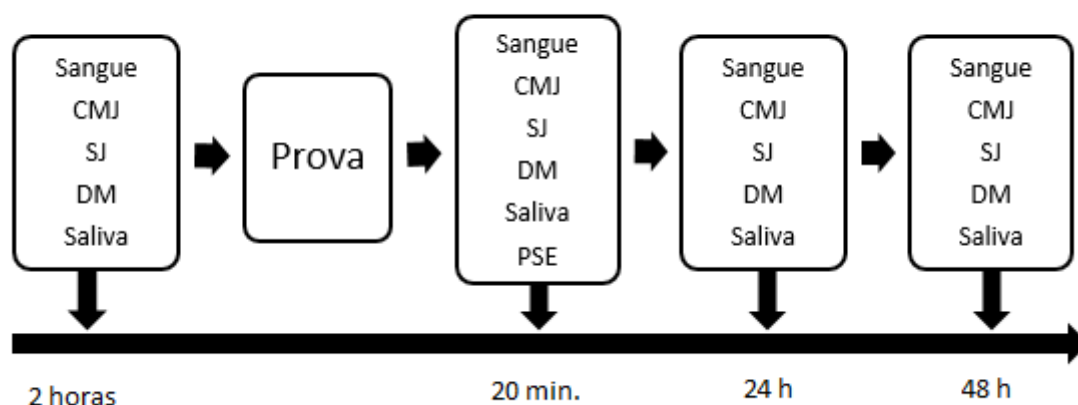 Sangue
CMJ
SJ
DM
Saliva
Prova
Sangue
CMJ
SJ
DM
Saliva
PSE
Sangue
CMJ
SJ
DM
Saliva
Sangue
CMJ
SJ
DM
Saliva
2 horas
20 min.
24 h
48 h